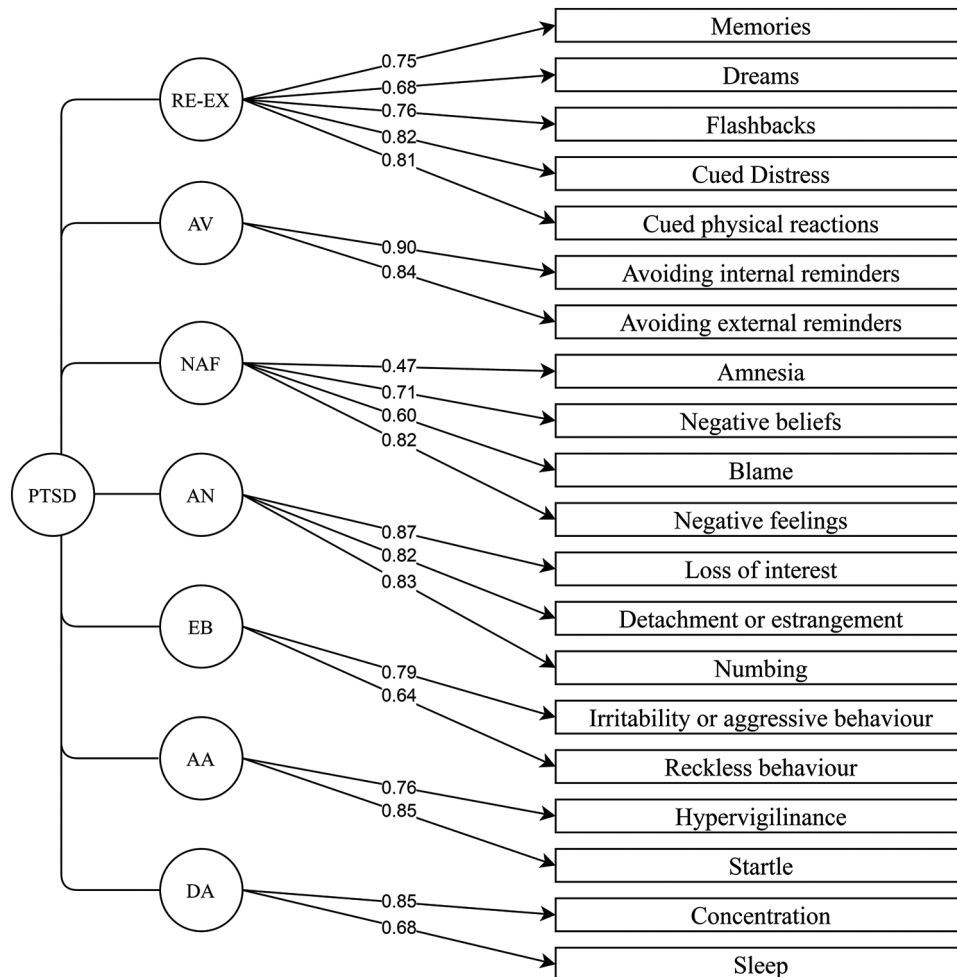 Memories
0.75
Dreams
0.68
RE-EX
0.76
Flashbacks
0.82
0.81
Cued Distress
AV
Cued physical reactions
0.90
0.84
Avoiding internal reminders
Avoiding external reminders
NAF
0.47
0.71
0.60
0.82
Amnesia
Negative beliefs
Blame
PTSD
AN
Negative feelings
0.87
0.82
0.83
Loss of interest
Detachment or estrangement
EB
Numbing
0.79
0.64
Irritability or aggressive behaviour
Reckless behaviour
AA
0.76
0.85
Hypervigilinance
Startle
DA
0.85
0.68
Concentration
Sleep